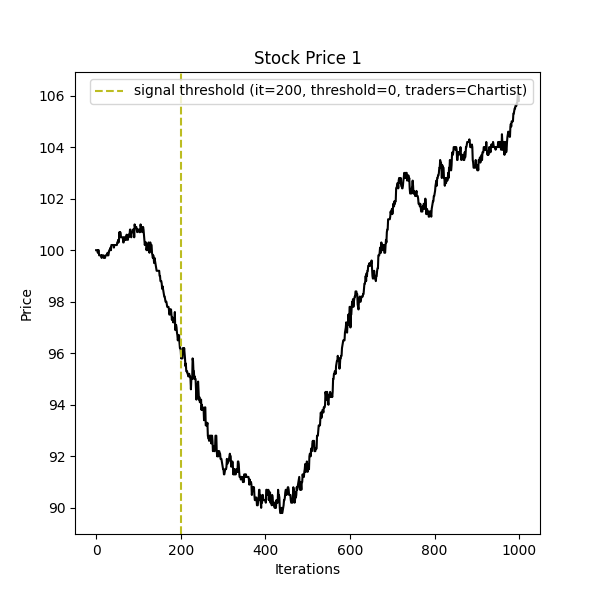 Stock Price 1
signal threshold (it=200, threshold=0, traders=Chartist)
106
104
102
100
98
96
94
92
90
Price
0 200 400 600 800 1000
Iterations